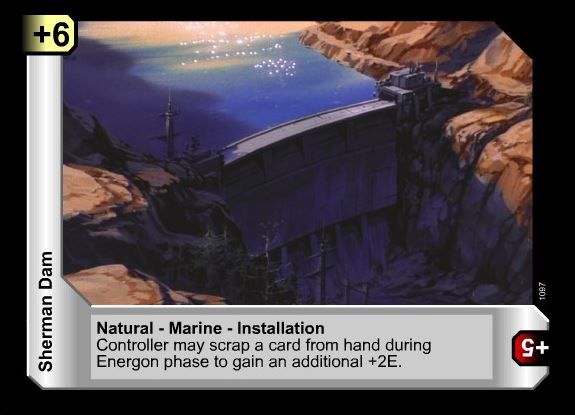 +6
Sherman Dam
1097
Natural - Marine - Installation
Controller may scrap a card from hand during
Energon phase to gain an additional +2E.
+5